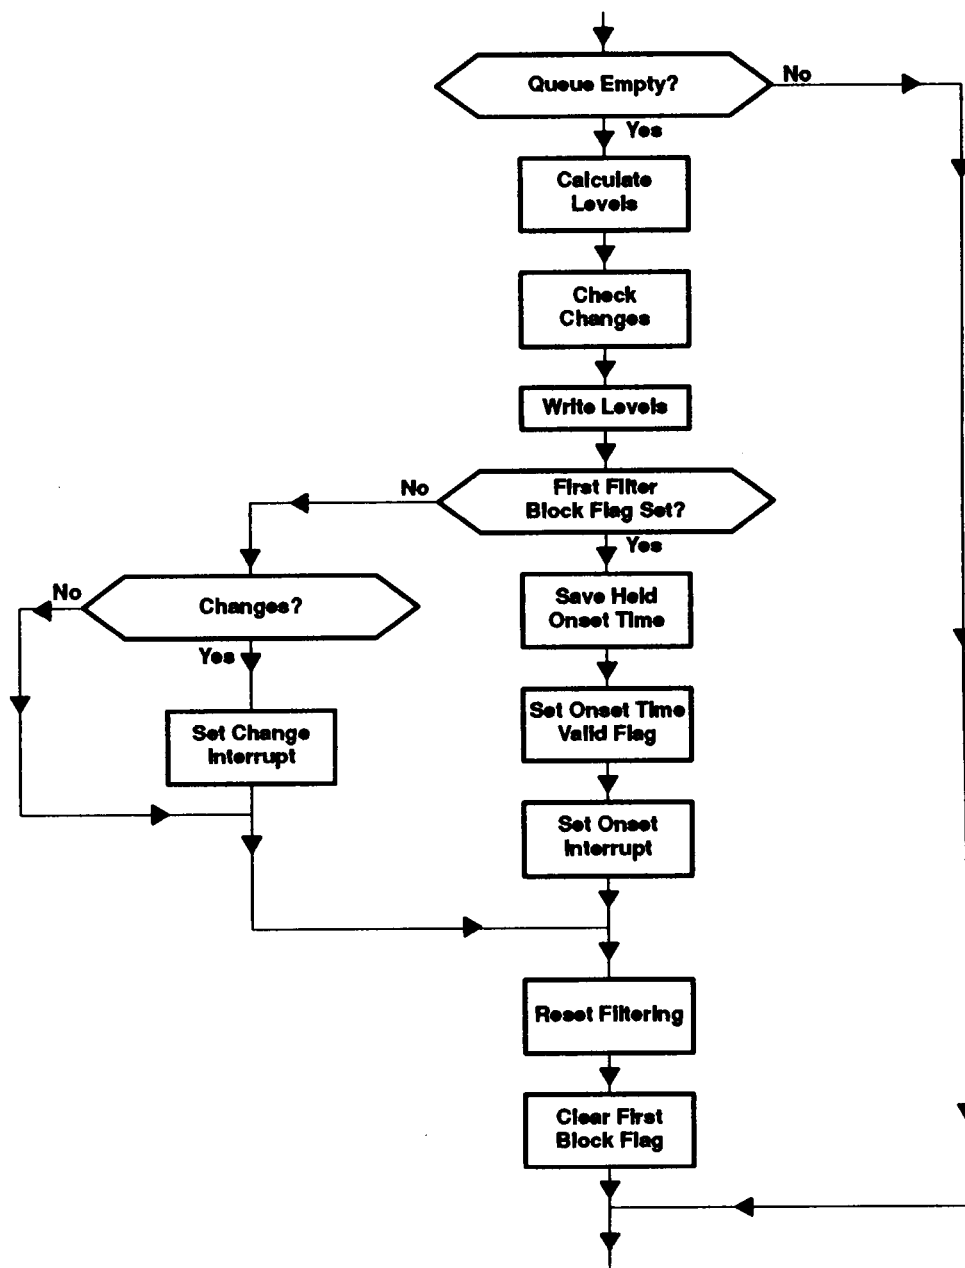 Queue Empty?
No
Yes
Calculate
Levels
Check
Changes
Write Levels
First Filter
Block Flag Set?
No
Yes
Changes?
No
Yes
Set Change
Interrupt
Save Held
Onset Time
Set Onset Time
Valid Flag
Set Onset
Interrupt
Reset Filtering
Clear First
Block Flag